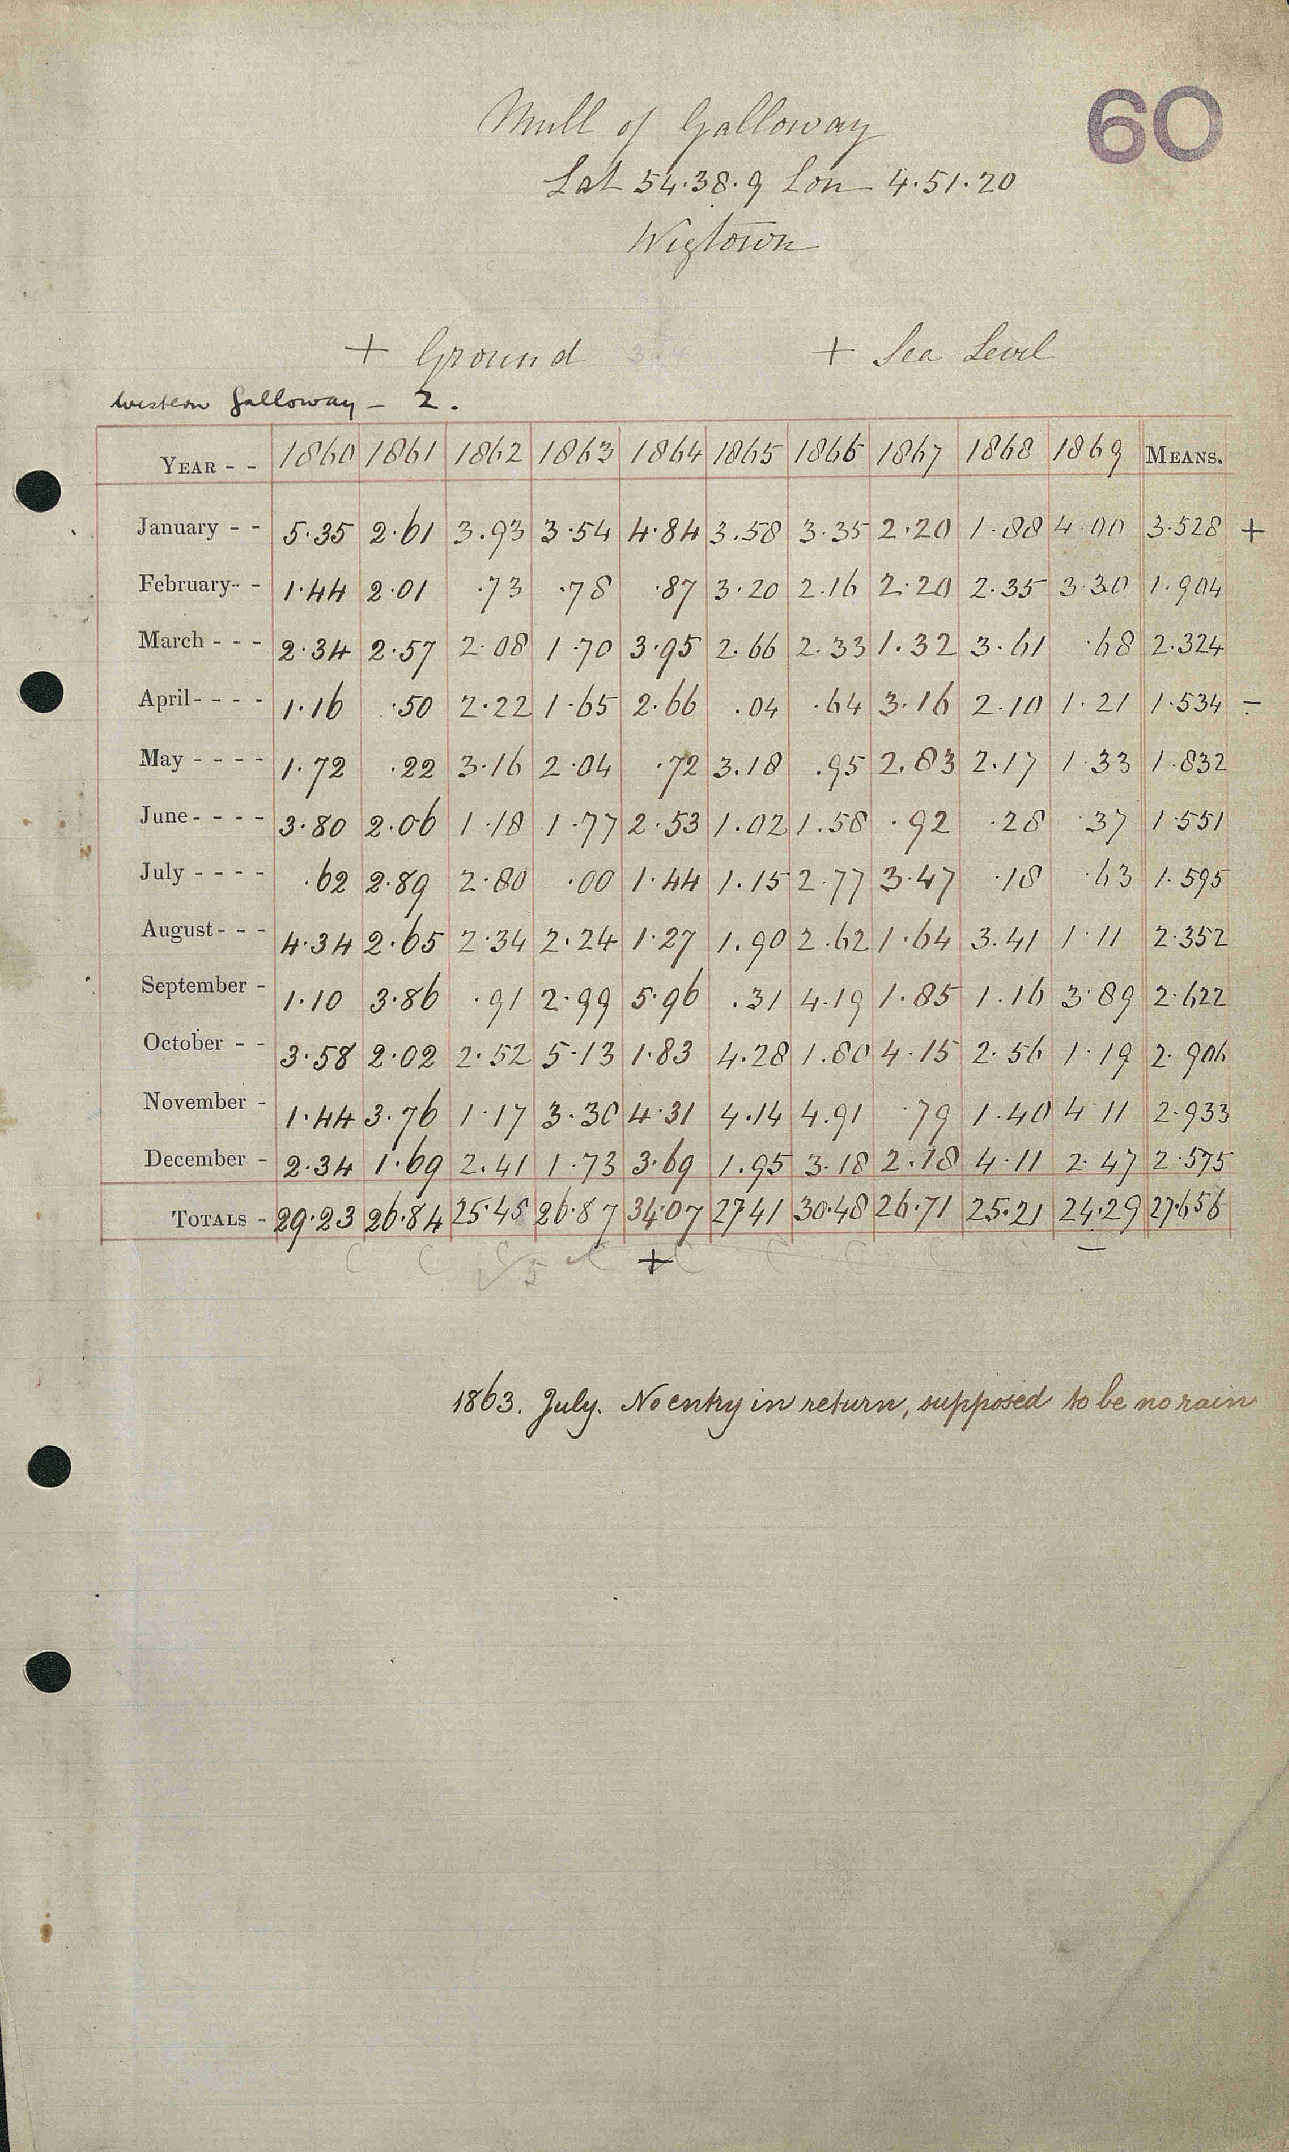 60
Mull of Galloway
Lat 54.38.9 Lon 4.51.20
Wigtown
+ Ground + Sea Level
Western Galloway - 2.
YEAR - - 1860 1861 1862 1863 1864 1865 1866 1867 1868 1869 MEANS.
January - - 5.35 2.61 3.93 3.54 4.84 3.58 3.35 2.20 1.88 4.00 3.528 +
February - - 1.44 2.01 .73 .78 .87 3.20 2.16 2.20 2.35 3.30 1.904
March - - - 2.34 2.57 2.08 1.70 3.95 2.66 2.33 1.32 3.61 .68 2.324
April - - - - 1.16 .50 2.22 1.65 2.66 .04 .64 3.16 2.10 1.21 1.534 -
May - - - - 1.72 .22 3.16 2.04 .72 3.18 .95 2.83 2.17 1.33 1.832
June - - - - 3.80 2.06 1.18 1.77 2.53 1.02 1.58 .92 .28 .37 1.551
July - - - - .62 2.89 2.80 .00 1.44 1.15 2.77 3.47 .18 .63 1.595
August - - - 4.34 2.65 2.34 2.24 1.27 1.90 2.62 1.64 3.41 1.11 2.352
September - 1.10 3.86 .91 2.99 5.96 .31 4.19 1.85 1.16 3.89 2.622
October - - 3.58 2.02 2.52 5.13 1.83 4.28 1.80 4.15 2.56 1.19 2.906
November - 1.44 3.76 1.17 3.30 4.31 4.14 4.91 .79 1.40 4.11 2.933
December - 2.34 1.69 2.41 1.73 3.69 1.95 3.18 2.18 4.11 2.47 2.575
TOTALS - 29.23 26.84 25.45 26.87 34.07 27.41 30.48 26.71 25.21 24.29 27.656
C C C √5 C + C C C C -
1863. July. No entry in return, supposed to be no rain